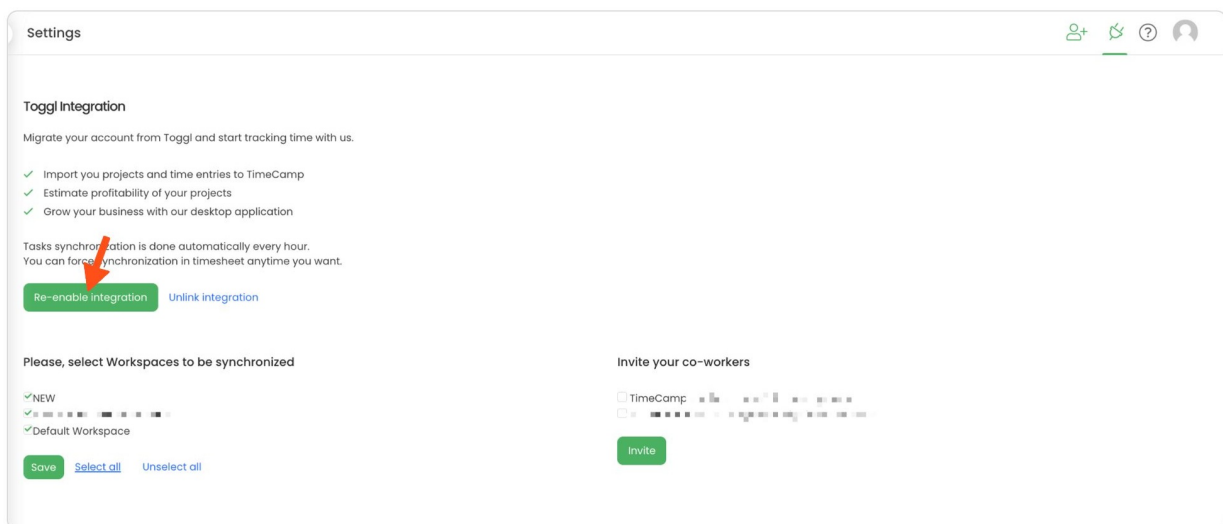 Settings
Toggl Integration
Migrate your account from Toggl and start tracking time with us.
Import you projects and time entries to TimeCamp
Estimate profitability of your projects
Grow your business with our desktop application
Tasks synchronization is done automatically every hour.
You can force synchronization in timesheet anytime you want.
Re-enable integration Unlink integration
Please, select Workspaces to be synchronized
NEW
Default Workspace
Save Select all Unselect all
Invite your co-workers
TimeCamp
Invite